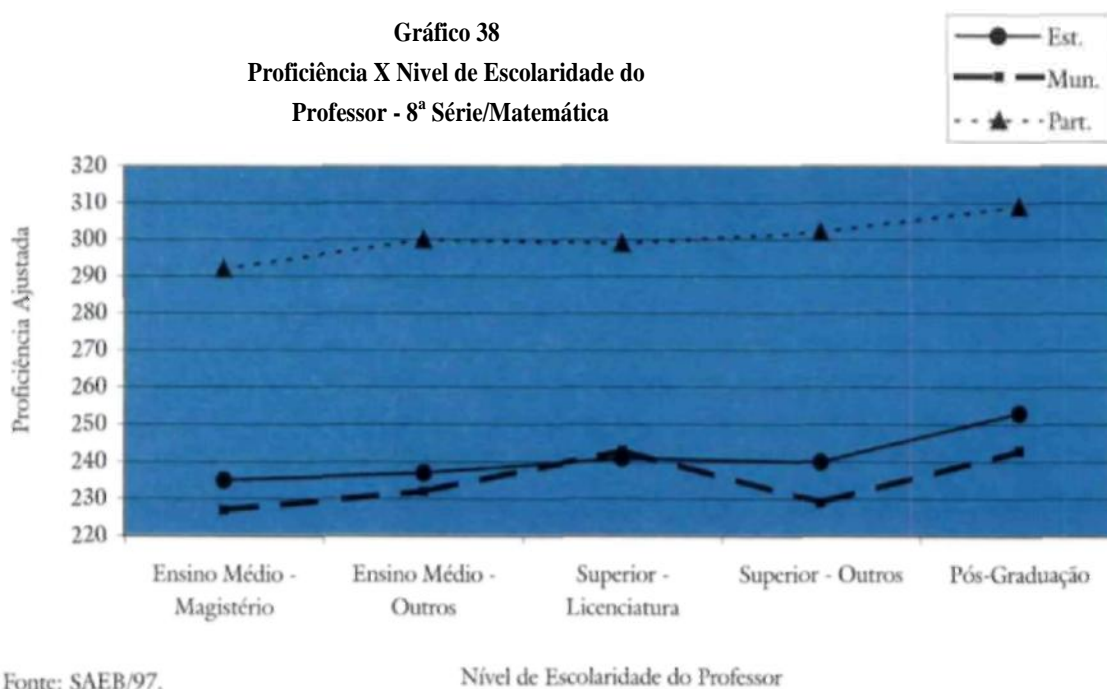 Gráfico 38
Proficiência X Nivel de Escolaridade do
Professor - 8ª Série/Matemática
Est.
Mun.
Part.
Proficiência Ajustada
320
310
300
290
280
270
260
250
240
230
220
Ensino Médio -
Magistério
Ensino Médio -
Outros
Superior -
Licenciatura
Superior - Outros
Pós-Graduação
Nível de Escolaridade do Professor
Fonte: SAEB/97.